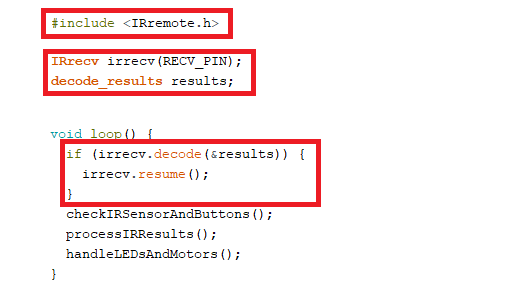 #include <IRremote.h>
IRrecv irrecv(RECV_PIN);
decode_results results;
void loop() {
if (irrecv.decode(&results)) {
irrecv.resume();
}
checkIRSensorAndButtons();
processIRResults();
handleLEDsAndMotors();
}